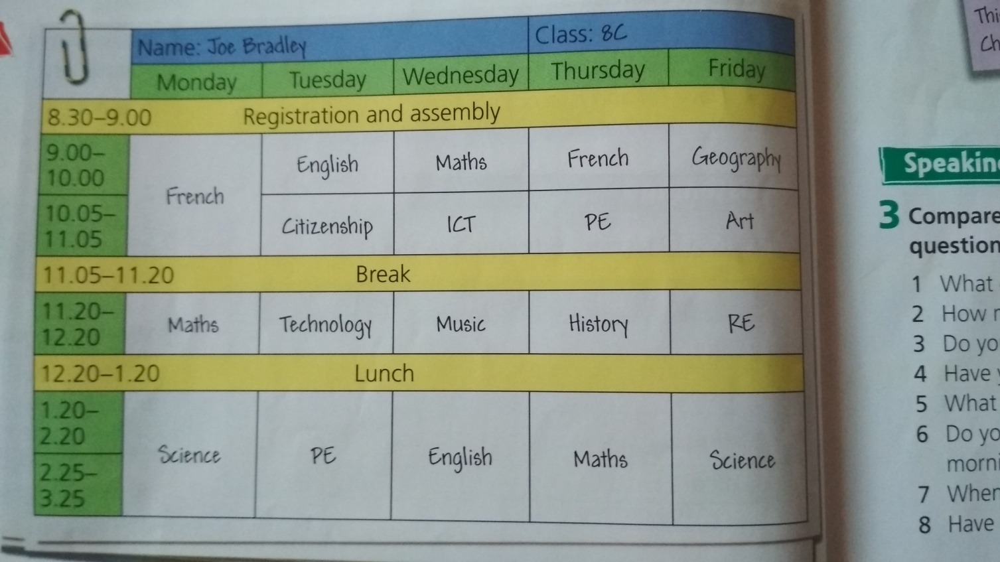 Name: Joe Bradley
Class: 8C
Monday Tuesday Wednesday Thursday Friday
8.30–9.00 Registration and assembly
9.00–
10.00
French English Maths French Geography
10.05–
11.05
Citizenship ICT PE Art
11.05–11.20 Break
11.20–
12.20
Maths Technology Music History RE
12.20–1.20 Lunch
1.20–
2.20
Science PE English Maths Science
2.25–
3.25
Thi
Ch
Speakin
3 Compare
question
1 What
2 How
3 Do yo
4 Have
5 What
6 Do yo
morni
7 When
8 Have